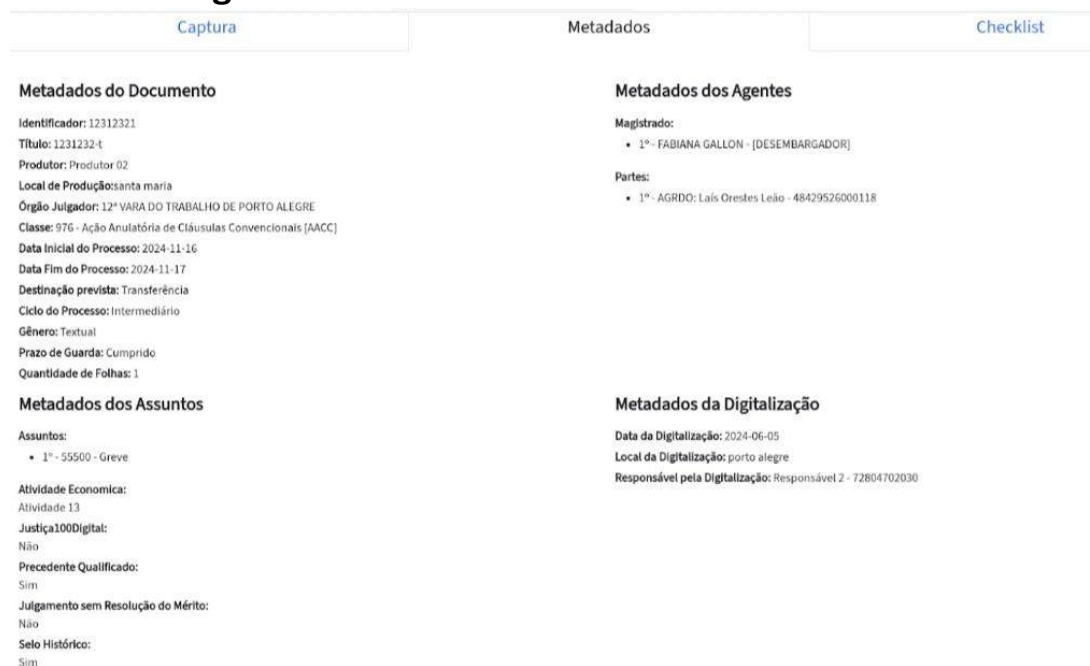 Captura
Metadados
Checklist
Metadados do Documento
Identificador: 12312321
Título: 1231232-t
Produtor: Produtor 02
Local de Produção:santa maria
Órgão Julgador: 12ª VARA DO TRABALHO DE PORTO ALEGRE
Classe: 976 - Ação Anulatória de Cláusulas Convencionais [AACC]
Data Inicial do Processo: 2024-11-16
Data Fim do Processo: 2024-11-17
Destinação prevista: Transferência
Ciclo do Processo: Intermediário
Gênero: Textual
Prazo de Guarda: Cumprido
Quantidade de Folhas: 1
Metadados dos Agentes
Magistrado:
• 1º - FABIANA GALLON - [DESEMBARGADOR]
Partes:
• 1º - AGRDO: Laís Orestes Leão - 48429526000118
Metadados dos Assuntos
Assuntos:
• 1º - 55500 - Greve
Atividade Economica:
Atividade 13
Justiça100Digital:
Não
Precedente Qualificado:
Sim
Julgamento sem Resolução do Mérito:
Não
Selo Histórico:
Sim
Metadados da Digitalização
Data da Digitalização: 2024-06-05
Local da Digitalização: porto alegre
Responsável pela Digitalização: Responsável 2 - 72804702030